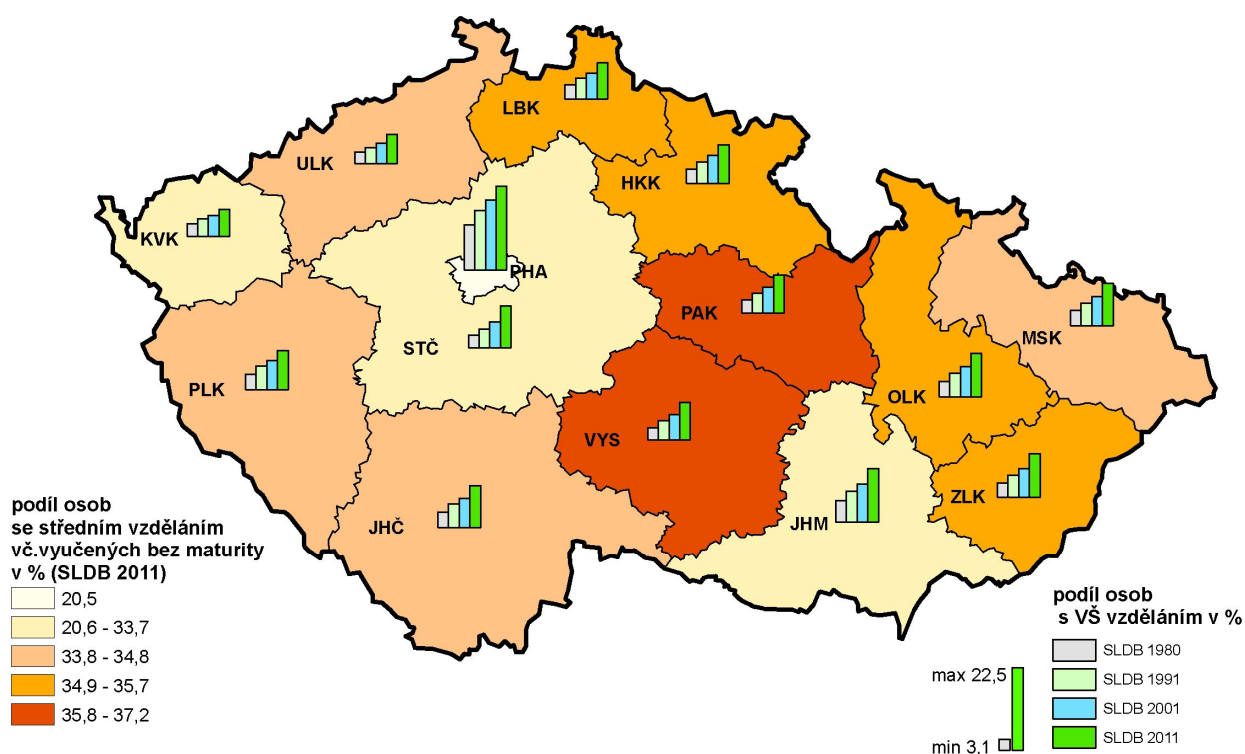 LBK
ULK
HKK
KVK
PHA
PAK
STČ
MSK
PLK
OLK
VYS
ZLK
JHČ
JHM
podíl osob
se středním vzděláním
vč.vyučených bez maturity
v % (SLDB 2011)
20,5
20,6 - 33,7
33,8 - 34,8
34,9 - 35,7
35,8 - 37,2
max 22,5
min 3,1
podíl osob
s VŠ vzděláním v %
SLDB 1980
SLDB 1991
SLDB 2001
SLDB 2011